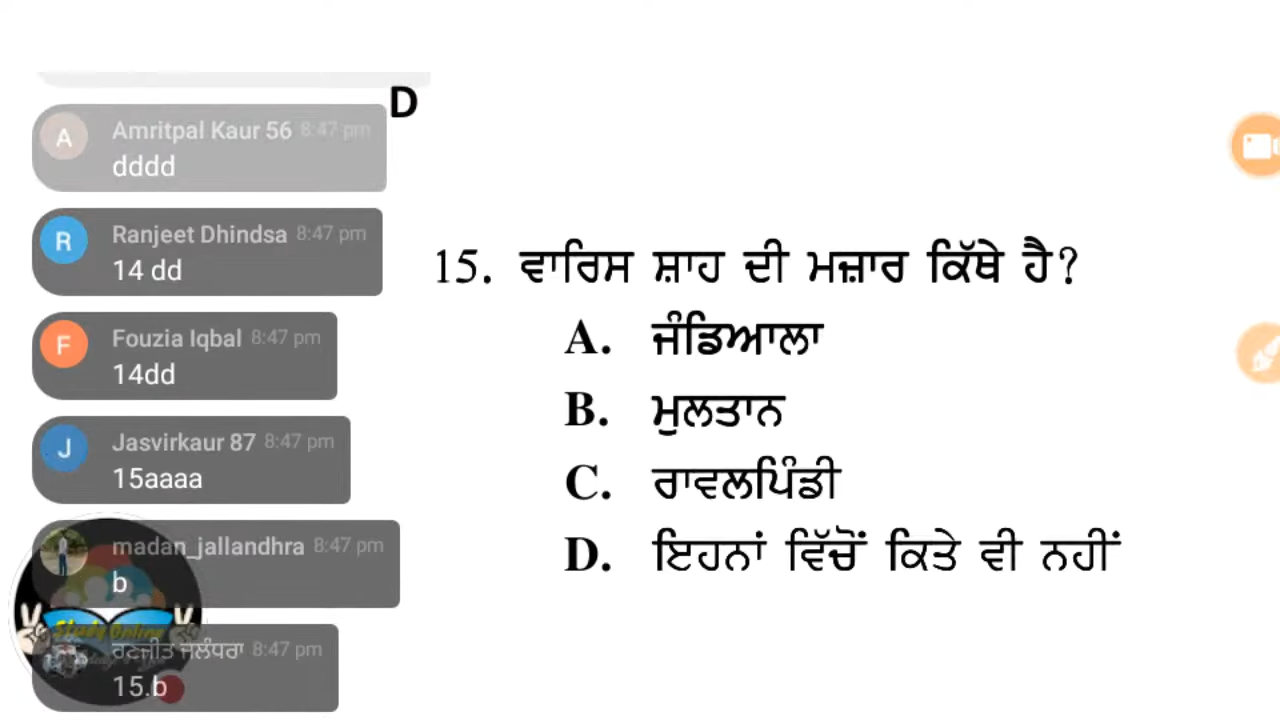 D
Amritpal Kaur 56 8:47 pm
dddd
Ranjeet Dhindsa 8:47 pm
14 dd
Fouzia Iqbal 8:47 pm
14dd
Jasvirkaur 87 8:47 pm
15aaaa
madan_jallandhra 8:47 pm
b
ਰਣਜੀਤ ਜਲੰਧਰਾ 8:47 pm
15.b
15. ਵਾਰਿਸ ਸ਼ਾਹ ਦੀ ਮਜ਼ਾਰ ਕਿੱਥੇ ਹੈ?
A. ਜੰਡਿਆਲਾ
B. ਮੁਲਤਾਨ
C. ਰਾਵਲਪਿੰਡੀ
D. ਇਹਨਾਂ ਵਿੱਚੋਂ ਕਿਤੇ ਵੀ ਨਹੀਂ
A
R
F
J
Study Online